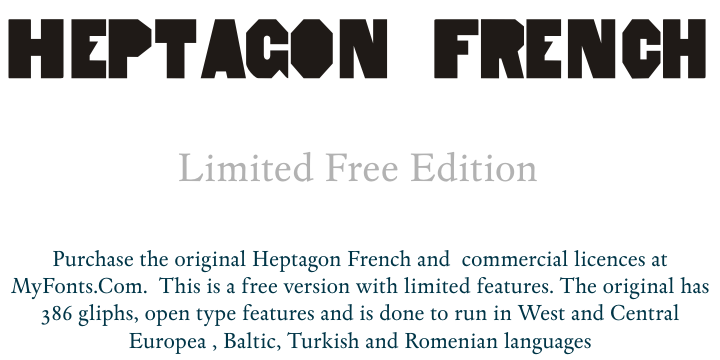 HEPTAGON FRENCH
Limited Free Edition
Purchase the original Heptagon French and commercial licences at
MyFonts.Com. This is a free version with limited features. The original has
386 gliphs, open type features and is done to run in West and Central
Europea , Baltic, Turkish and Romenian languages